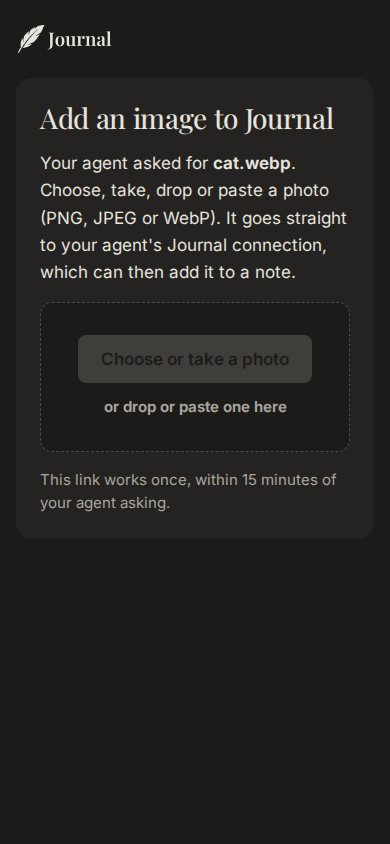 Journal
Add an image to Journal
Your agent asked for cat.webp.
Choose, take, drop or paste a photo
(PNG, JPEG or WebP). It goes straight
to your agent's Journal connection,
which can then add it to a note.
Choose or take a photo
or drop or paste one here
This link works once, within 15 minutes of
your agent asking.